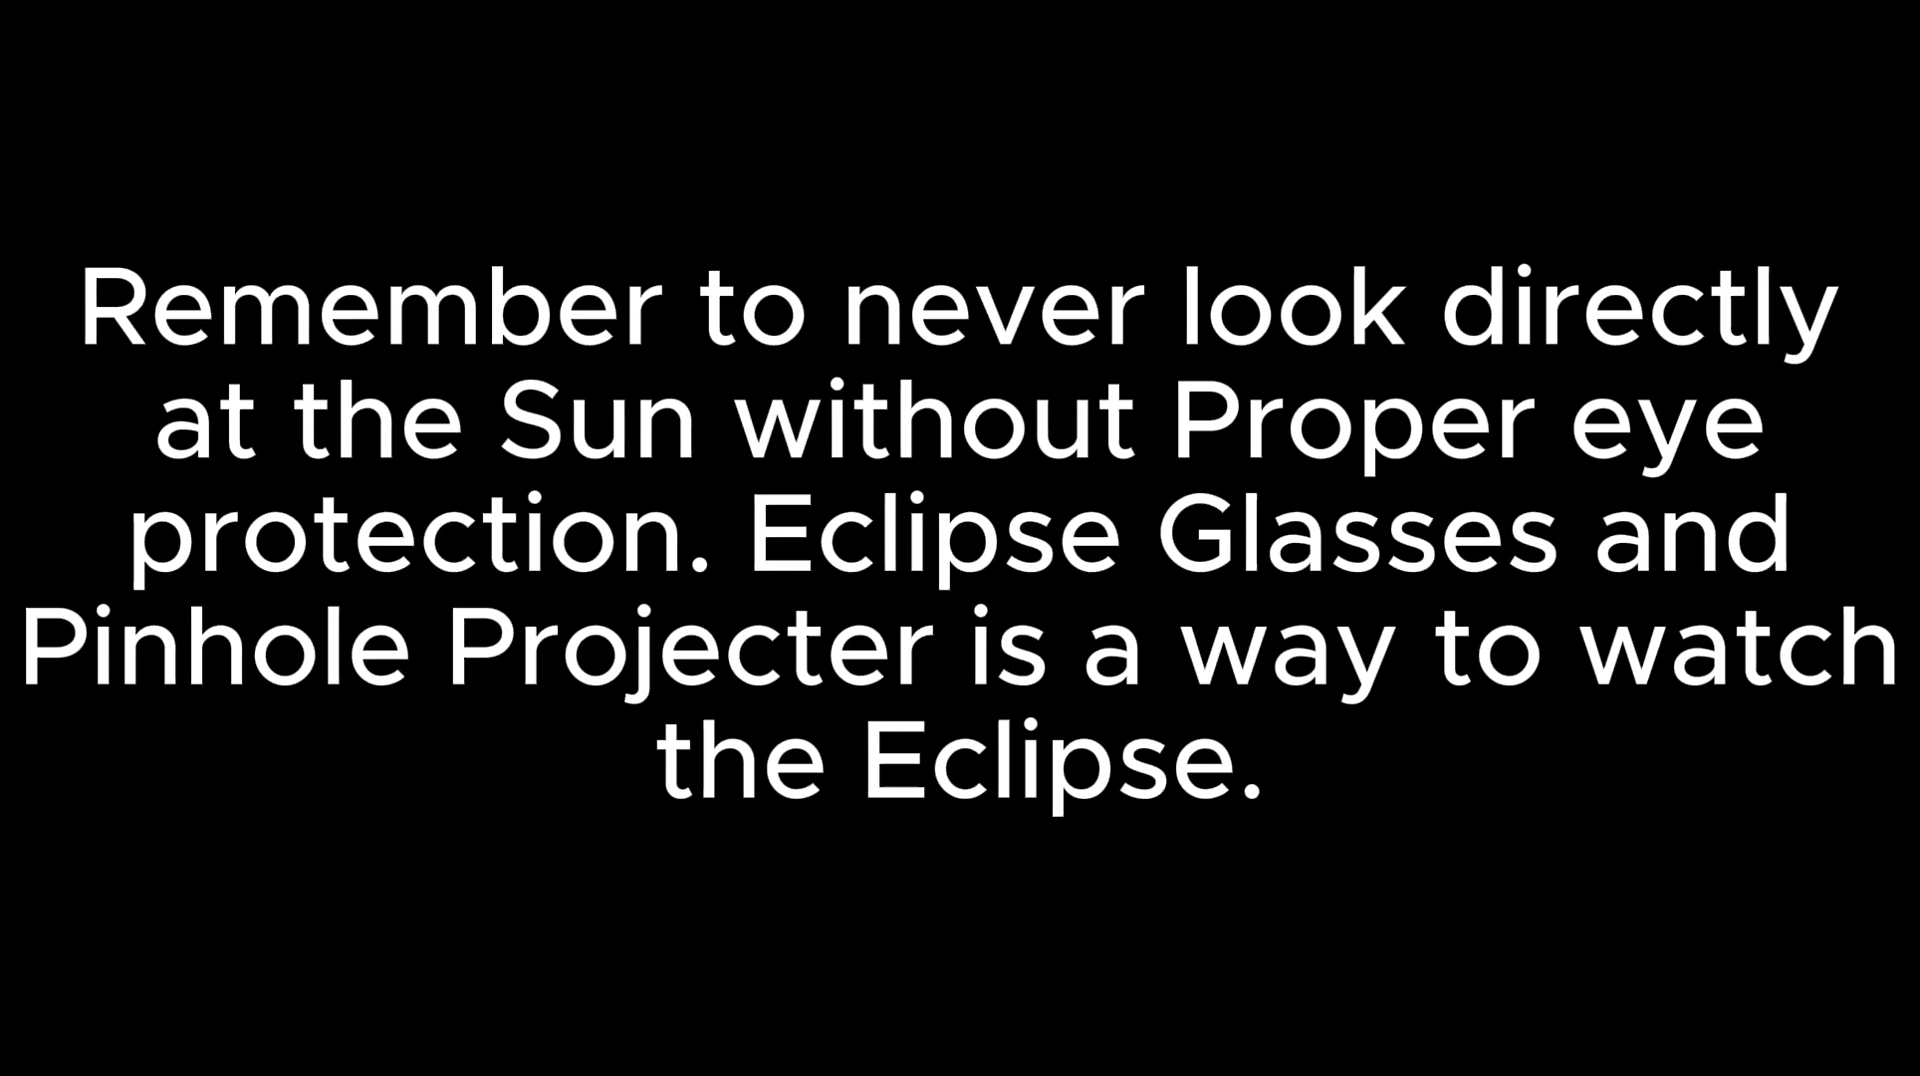 Remember to never look directly
at the Sun without Proper eye
protection. Eclipse Glasses and
Pinhole Projecter is a way to watch
the Eclipse.